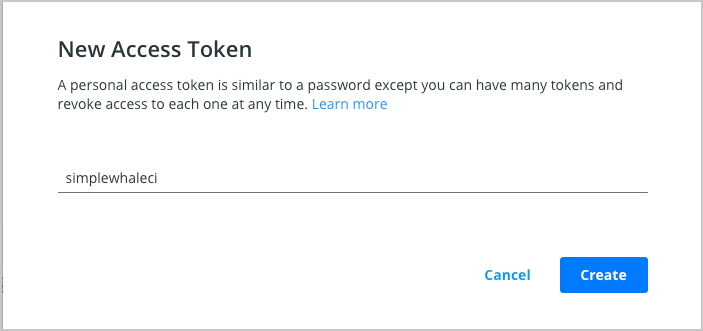 New Access Token
A personal access token is similar to a password except you can have many tokens and
revoke access to each one at any time. Learn more
simplewhaleci
Cancel
Create